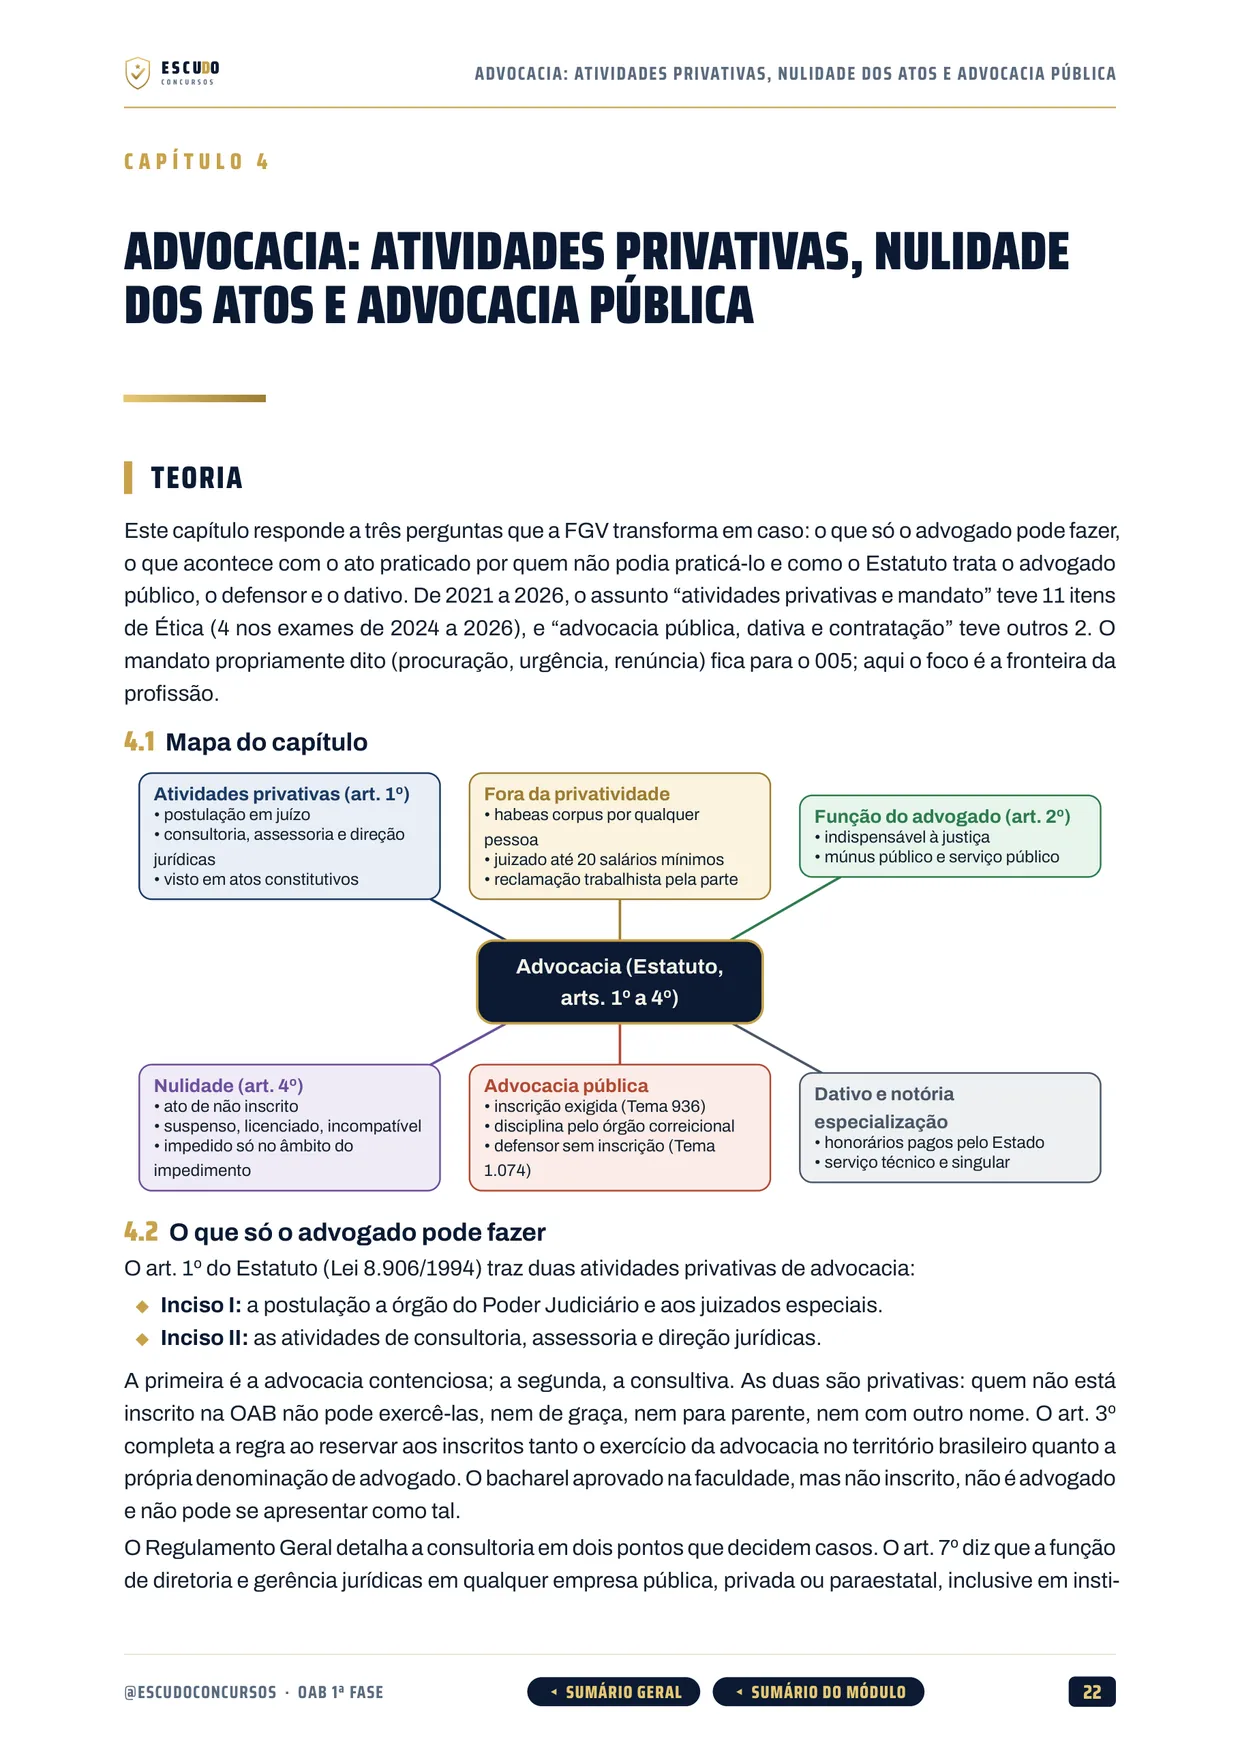 ESCUDO
CONCURSOS
ADVOCACIA: ATIVIDADES PRIVATIVAS, NULIDADE DOS ATOS E ADVOCACIA PÚBLICA
CAPÍTULO 4
ADVOCACIA: ATIVIDADES PRIVATIVAS, NULIDADE
DOS ATOS E ADVOCACIA PÚBLICA
TEORIA
Este capítulo responde a três perguntas que a FGV transforma em caso: o que só o advogado pode fazer,
o que acontece com o ato praticado por quem não podia praticá-lo e como o Estatuto trata o advogado
público, o defensor e o dativo. De 2021 a 2026, o assunto “atividades privativas e mandato” teve 11 itens
de Ética (4 nos exames de 2024 a 2026), e “advocacia pública, dativa e contratação” teve outros 2. O
mandato propriamente dito (procuração, urgência, renúncia) fica para o 005; aqui o foco é a fronteira da
profissão.
4.1 Mapa do capítulo
Atividades privativas (art. 1º)
• postulação em juízo
• consultoria, assessoria e direção
jurídicas
• visto em atos constitutivos
Fora da privatividade
• habeas corpus por qualquer
pessoa
• juizado até 20 salários mínimos
• reclamação trabalhista pela parte
Função do advogado (art. 2º)
• indispensável à justiça
• múnus público e serviço público
Advocacia (Estatuto,
arts. 1º a 4º)
Nulidade (art. 4º)
• ato de não inscrito
• suspenso, licenciado, incompatível
• impedido só no âmbito do
impedimento
Advocacia pública
• inscrição exigida (Tema 936)
• disciplina pelo órgão correicional
• defensor sem inscrição (Tema
1.074)
Dativo e notória
especialização
• honorários pagos pelo Estado
• serviço técnico e singular
4.2 O que só o advogado pode fazer
O art. 1º do Estatuto (Lei 8.906/1994) traz duas atividades privativas de advocacia:
◆ Inciso I: a postulação a órgão do Poder Judiciário e aos juizados especiais.
◆ Inciso II: as atividades de consultoria, assessoria e direção jurídicas.
A primeira é a advocacia contenciosa; a segunda, a consultiva. As duas são privativas: quem não está
inscrito na OAB não pode exercê-las, nem de graça, nem para parente, nem com outro nome. O art. 3º
completa a regra ao reservar aos inscritos tanto o exercício da advocacia no território brasileiro quanto a
própria denominação de advogado. O bacharel aprovado na faculdade, mas não inscrito, não é advogado
e não pode se apresentar como tal.
O Regulamento Geral detalha a consultoria em dois pontos que decidem casos. O art. 7º diz que a função
de diretoria e gerência jurídicas em qualquer empresa pública, privada ou paraestatal, inclusive em insti-
@ESCUDOCONCURSOS · OAB 1ª FASE
◂ SUMÁRIO GERAL
◂ SUMÁRIO DO MÓDULO
22